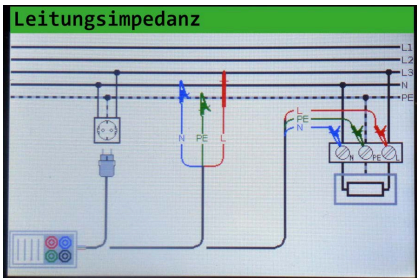 Leitungsimpedanz
L1
L2
L3
N
PE
L
PE
N
N PE L
N PE L